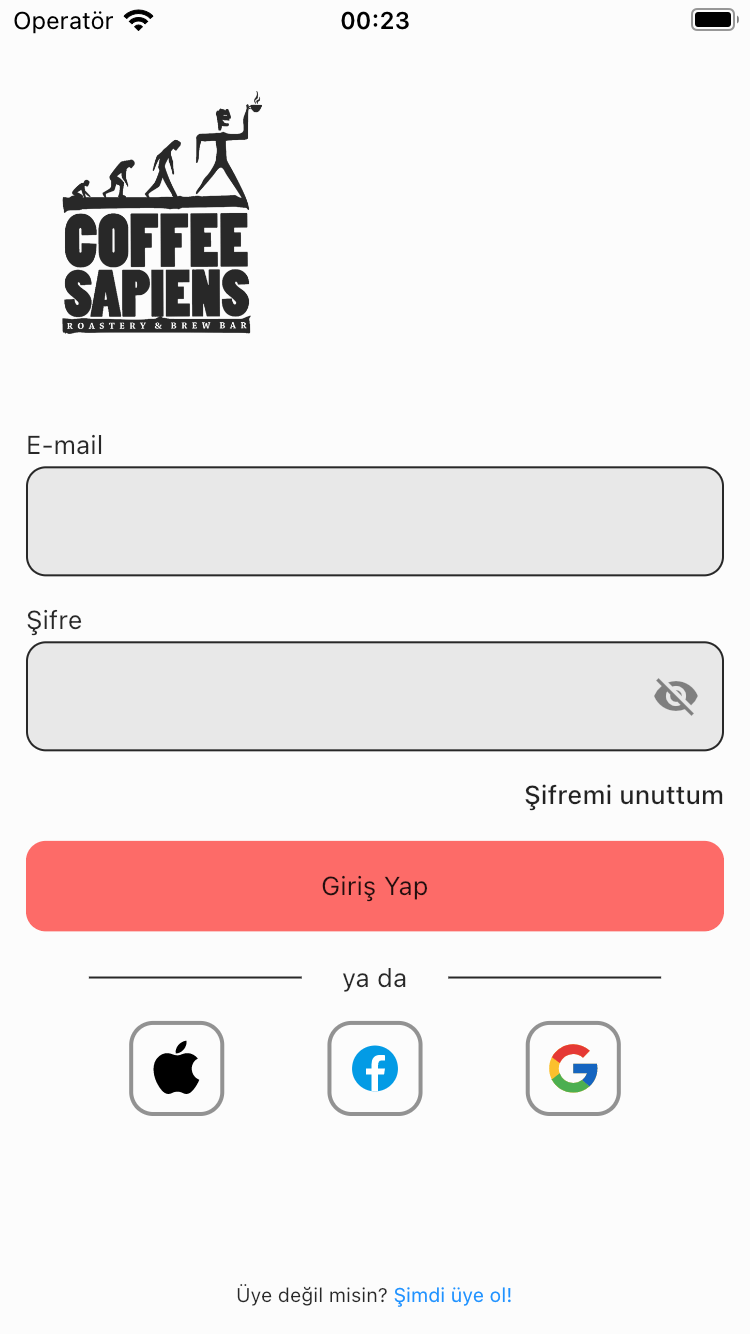 Operatör 00:23
COFFEE
SAPIENS
ROASTERY & BREW BAR
E-mail
Şifre
Şifremi unuttum
Giriş Yap
ya da
Üye değil misin? Şimdi üye ol!